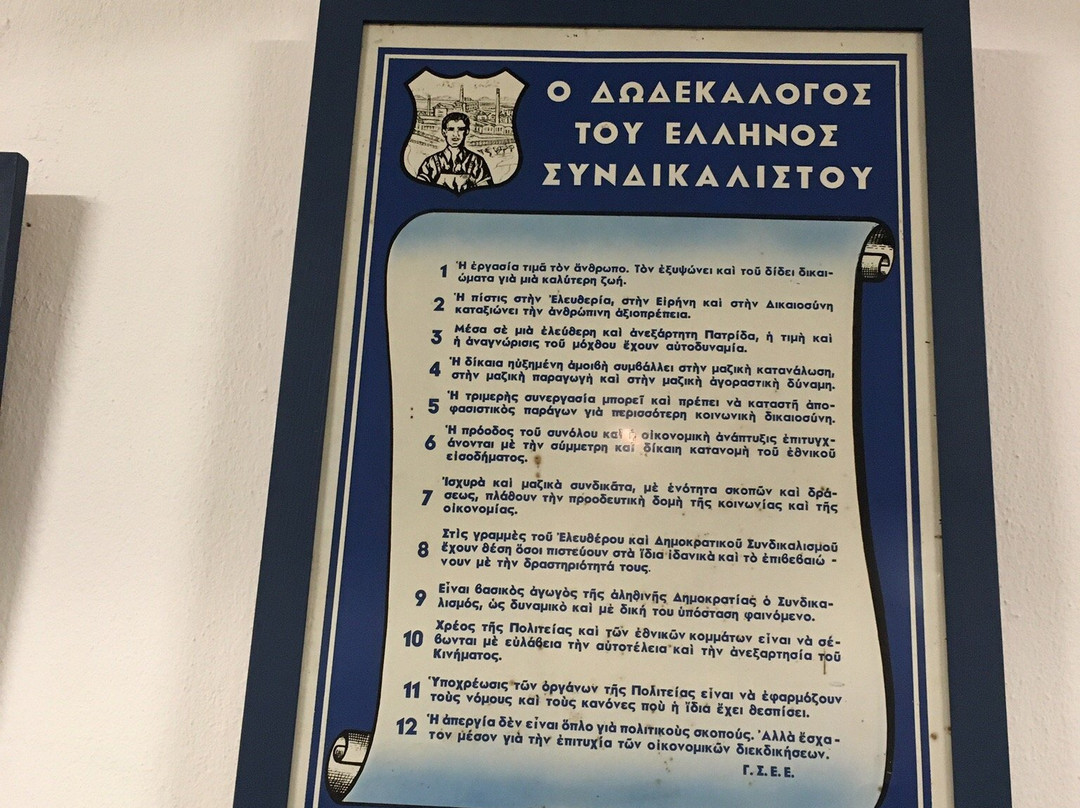 Ο ΔΩΔΕΚΑΛΟΓΟΣ
ΤΟΥ ΕΛΛΗΝΟΣ
ΣΥΝΔΙΚΑΛΙΣΤΟΥ
1 Ἡ ἐργασία τιμᾶ τὸν ἄνθρωπο. Τὸν ἐξυψώνει καὶ τοῦ δίδει δικαι-
ώματα γιὰ μιὰ καλύτερη ζωή.
2 Ἡ πίστις στὴν Ἐλευθερία, στὴν Εἰρήνη καὶ στὴν Δικαιοσύνη
καταξιώνει τὴν ἀνθρώπινη ἀξιοπρέπεια.
3 Μέσα σὲ μιὰ ἐλεύθερη καὶ ἀνεξάρτητη Πατρίδα, ἡ τιμὴ καὶ
ἡ ἀναγνώρισις τοῦ μόχθου ἔχουν αὐτοδυναμία.
4 Ἡ δίκαια ηὐξημένη ἀμοιβὴ συμβάλλει στὴν μαζικὴ κατανάλωση,
στὴν μαζικὴ παραγωγὴ καὶ στὴν μαζικὴ ἀγοραστικὴ δύναμη.
5 Ἡ τριμερὴς συνεργασία μπορεῖ καὶ πρέπει νὰ καταστῆ ἀπο-
φασιστικὸς παράγων γιὰ περισσότερη κοινωνικὴ δικαιοσύνη.
6 Ἡ πρόοδος τοῦ συνόλου καὶ ἡ οἰκονομικὴ ἀνάπτυξις ἐπιτυγχ-
άνονται μὲ τὴν σύμμετρη καὶ δίκαιη κατανομὴ τοῦ ἐθνικοῦ
εἰσοδήματος.
7 Ἰσχυρὰ καὶ μαζικὰ συνδικᾶτα, μὲ ἑνότητα σκοπῶν καὶ δρά-
σεως, πλάθουν τὴν προοδευτικὴ δομὴ τῆς κοινωνίας καὶ τῆς
οἰκονομίας.
8 Στὶς γραμμὲς τοῦ Ἐλευθέρου καὶ Δημοκρατικοῦ Συνδικαλισμοῦ
ἔχουν θέση ὅσοι πιστεύουν στὰ ἴδια ἰδανικὰ καὶ τὸ ἐπιβεβαιώ -
νουν μὲ τὴν δραστηριότητά τους.
9 Εἶναι βασικὸς ἀγωγὸς τῆς ἀληθινῆς Δημοκρατίας ὁ Συνδικα-
λισμός, ὡς δυναμικὸ καὶ μὲ δική του ὑπόσταση φαινόμενο.
10 Χρέος τῆς Πολιτείας καὶ τῶν ἐθνικῶν κομμάτων εἶναι νὰ σέ-
βωνται μὲ εὐλάβεια τὴν αὐτοτέλεια καὶ τὴν ἀνεξαρτησία τοῦ
Κινήματος.
11 Ὑποχρέωσις τῶν ὀργάνων τῆς Πολιτείας εἶναι νὰ ἐφαρμόζουν
τοὺς νόμους καὶ τοὺς κανόνες ποὺ ἡ ἴδια ἔχει θεσπίσει.
12 Ἡ ἀπεργία δὲν εἶναι ὅπλο γιὰ πολιτικοὺς σκοπούς. Ἀλλὰ ἔσχα-
τον μέσον γιὰ τὴν ἐπιτυχία τῶν οἰκονομικῶν διεκδικήσεων.
Γ.Σ.Ε.Ε.